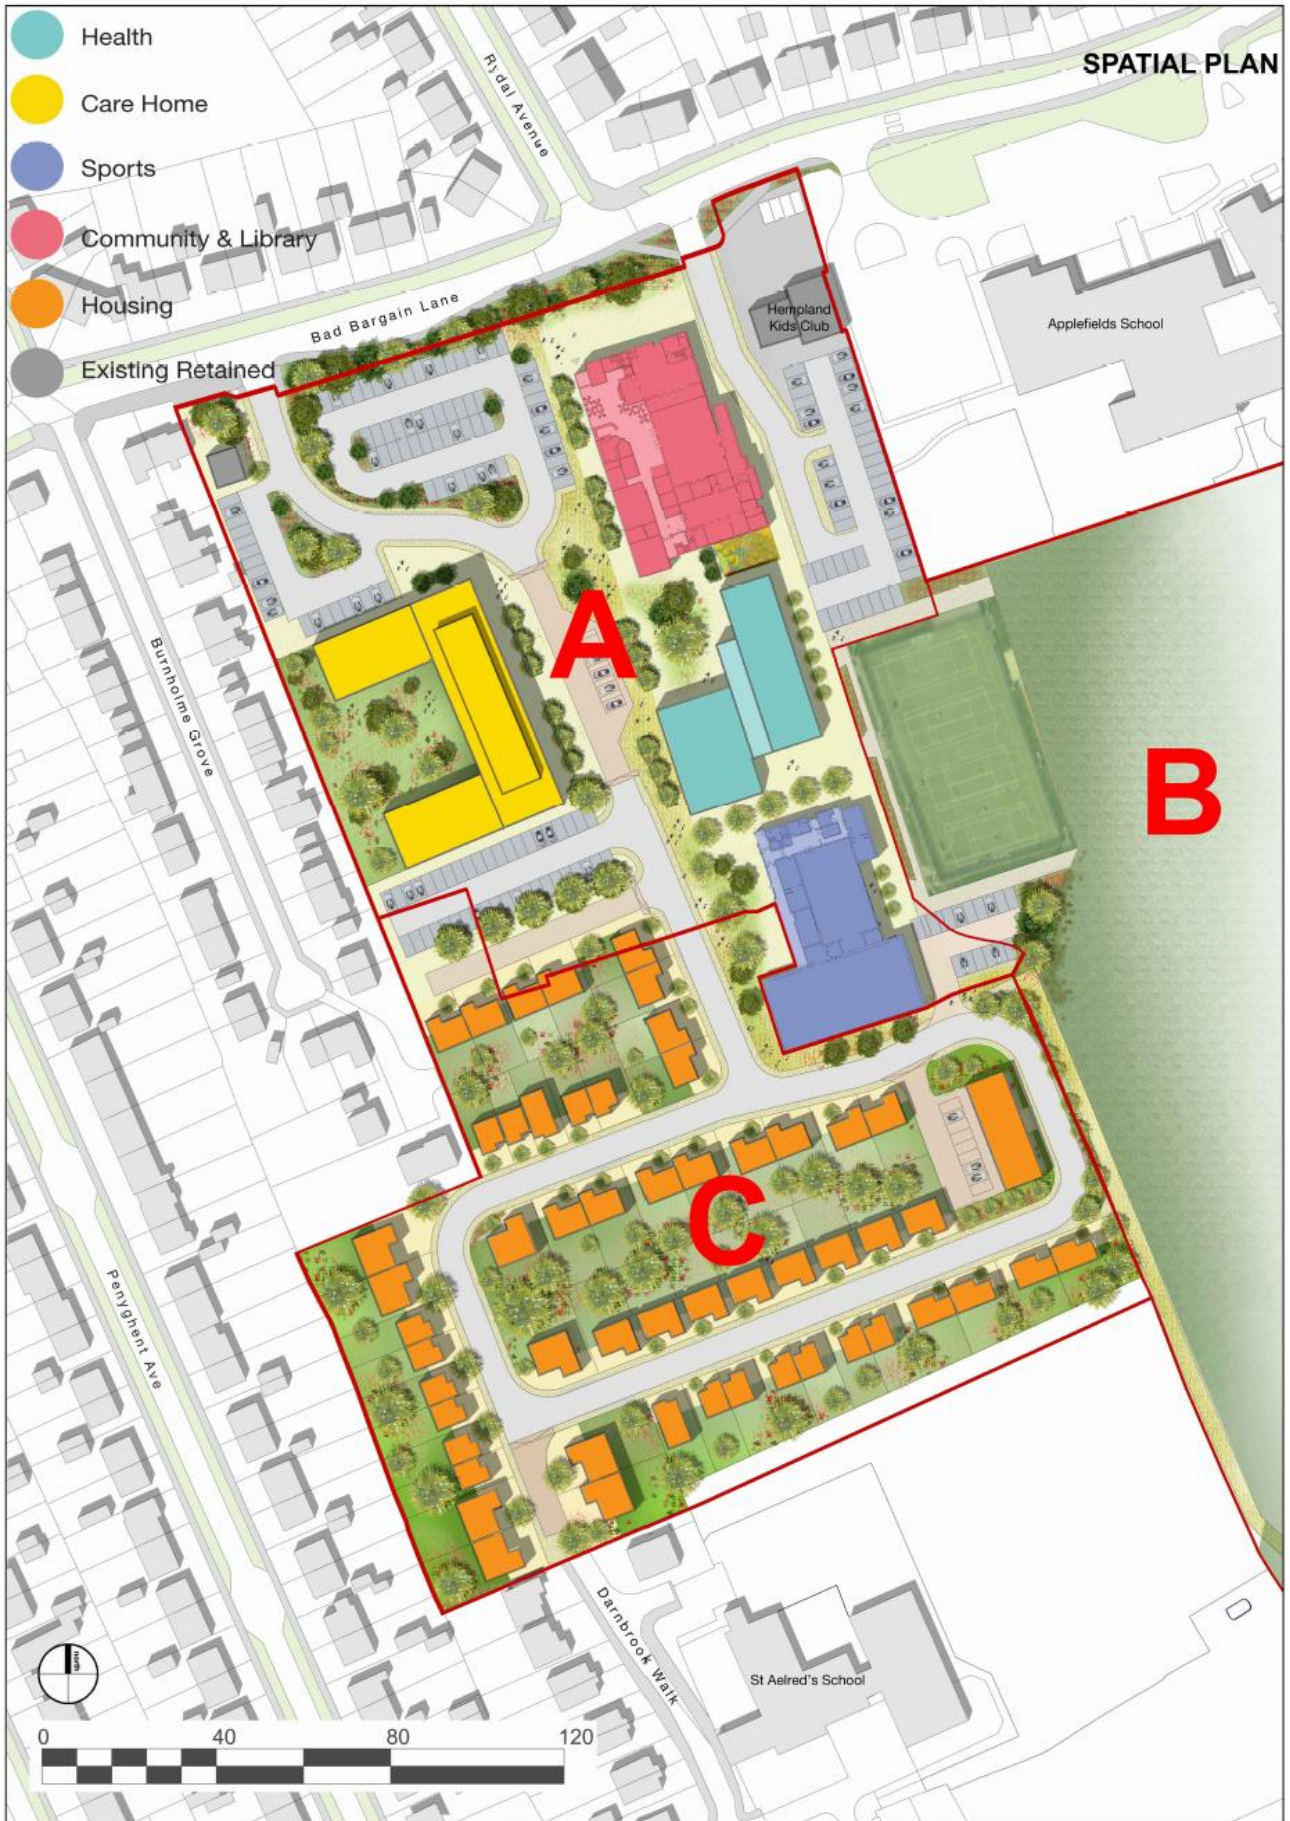 Health
Care Home
Sports
Community & Library
Housing
Existing Retained
SPATIAL PLAN
Rydal Avenue
Bad Bargain Lane
Hempland
Kids Club
Applefields School
A
Burnholme Grove
B
C
Penyghent Ave
Darnbrook Walk
St Aelred's School
north
0 40 80 120